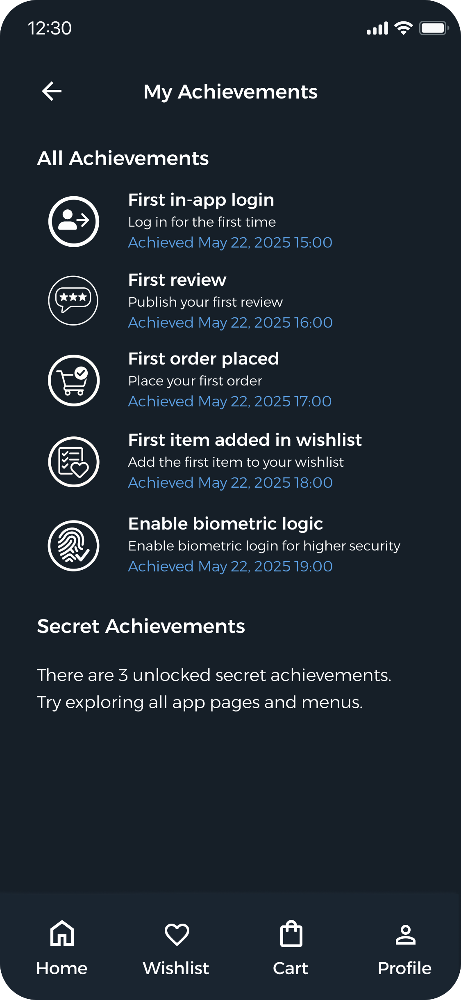 12:30
My Achievements
All Achievements
First in-app login
Log in for the first time
Achieved May 22, 2025 15:00
First review
Publish your first review
Achieved May 22, 2025 16:00
First order placed
Place your first order
Achieved May 22, 2025 17:00
First item added in wishlist
Add the first item to your wishlist
Achieved May 22, 2025 18:00
Enable biometric logic
Enable biometric login for higher security
Achieved May 22, 2025 19:00
Secret Achievements
There are 3 unlocked secret achievements.
Try exploring all app pages and menus.
Home Wishlist Cart Profile